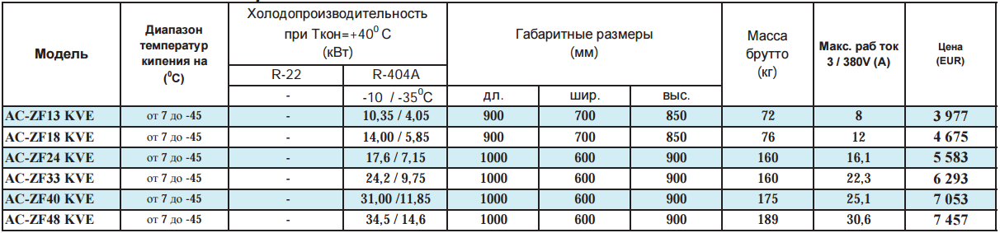 Модель Диапазон температур кипения на (⁰С) Холодопроизводительность при Ткон=+40⁰ С (кВт) Габаритные размеры (мм) Масса брутто (кг) Макс. раб ток 3 / 380V (А) Цена (EUR)
R-22 R-404A
- -10 / -35⁰С дл. шир. выс.
AC-ZF13 KVE от 7 до -45 - 10,35 / 4,05 900 700 850 72 8 3 977
AC-ZF18 KVE от 7 до -45 - 14,00 / 5,85 900 700 850 76 12 4 675
AC-ZF24 KVE от 7 до -45 - 17,6 / 7,15 1000 600 900 160 16,1 5 583
AC-ZF33 KVE от 7 до -45 - 24,2 / 9,75 1000 600 900 160 22,3 6 293
AC-ZF40 KVE от 7 до -45 - 31,00 /11,85 1000 600 900 175 25,1 7 053
AC-ZF48 KVE от 7 до -45 - 34,5 / 14,6 1000 600 900 189 30,6 7 457